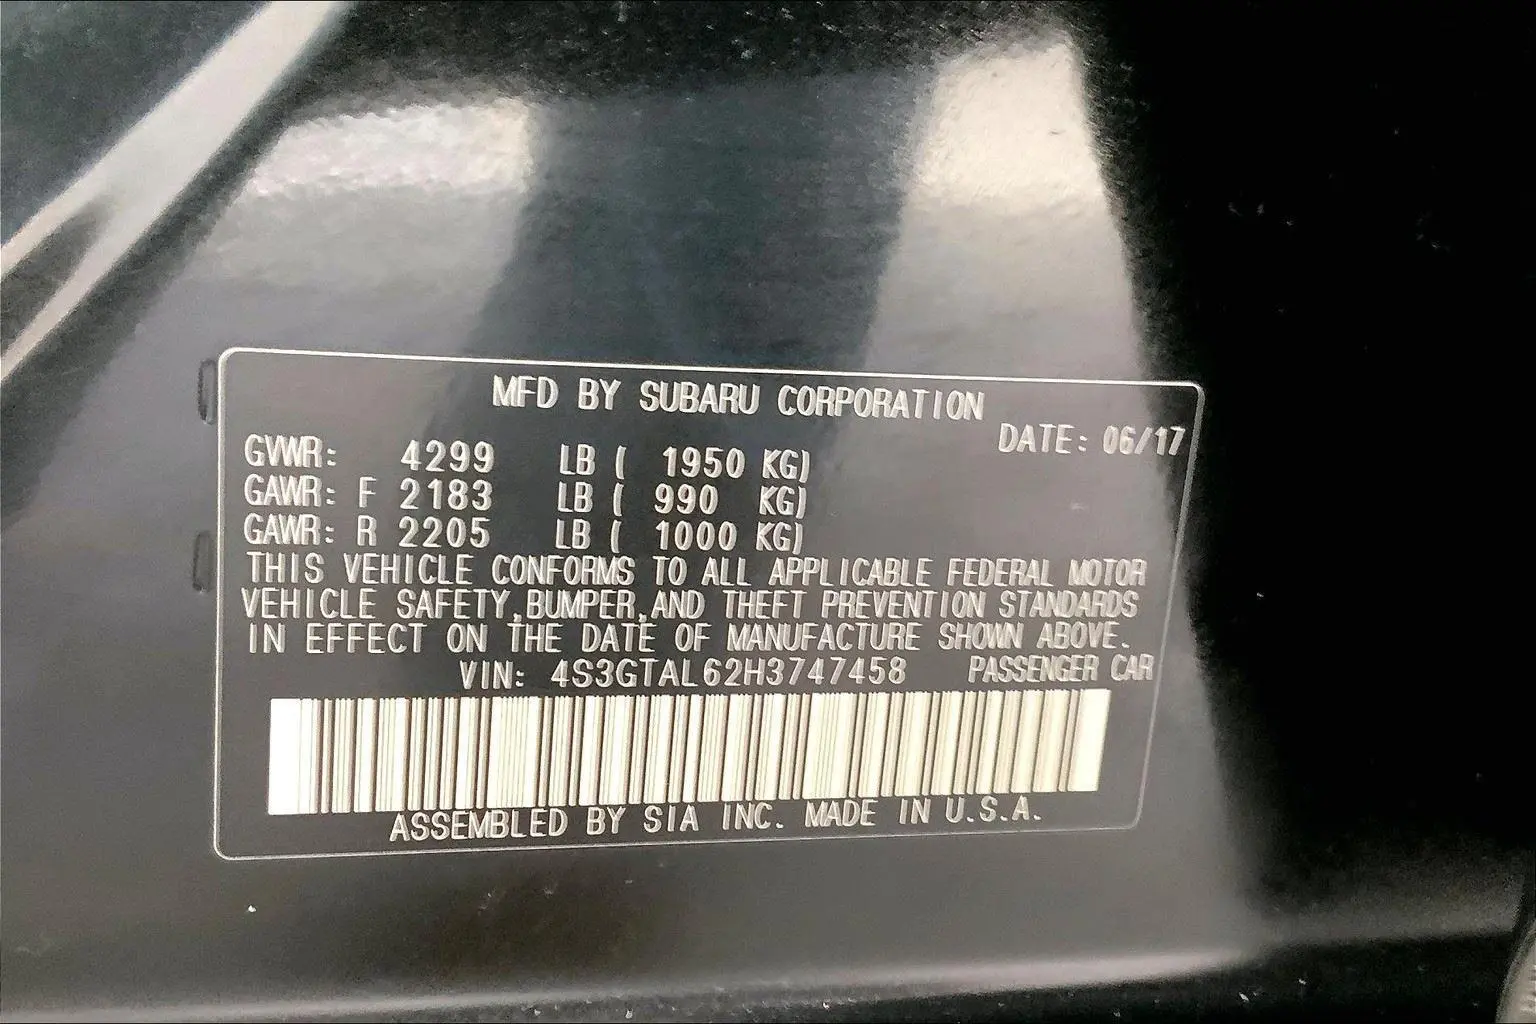 MFD BY SUBARU CORPORATION
DATE: 06/17
GVWR: 4299 LB ( 1950 KG)
GAWR: F 2183 LB ( 990 KG)
GAWR: R 2205 LB ( 1000 KG)
THIS VEHICLE CONFORMS TO ALL APPLICABLE FEDERAL MOTOR
VEHICLE SAFETY,BUMPER,AND THEFT PREVENTION STANDARDS
IN EFFECT ON THE DATE OF MANUFACTURE SHOWN ABOVE.
VIN: 4S3GTAL62H3747458 PASSENGER CAR
ASSEMBLED BY SIA INC. MADE IN U.S.A.